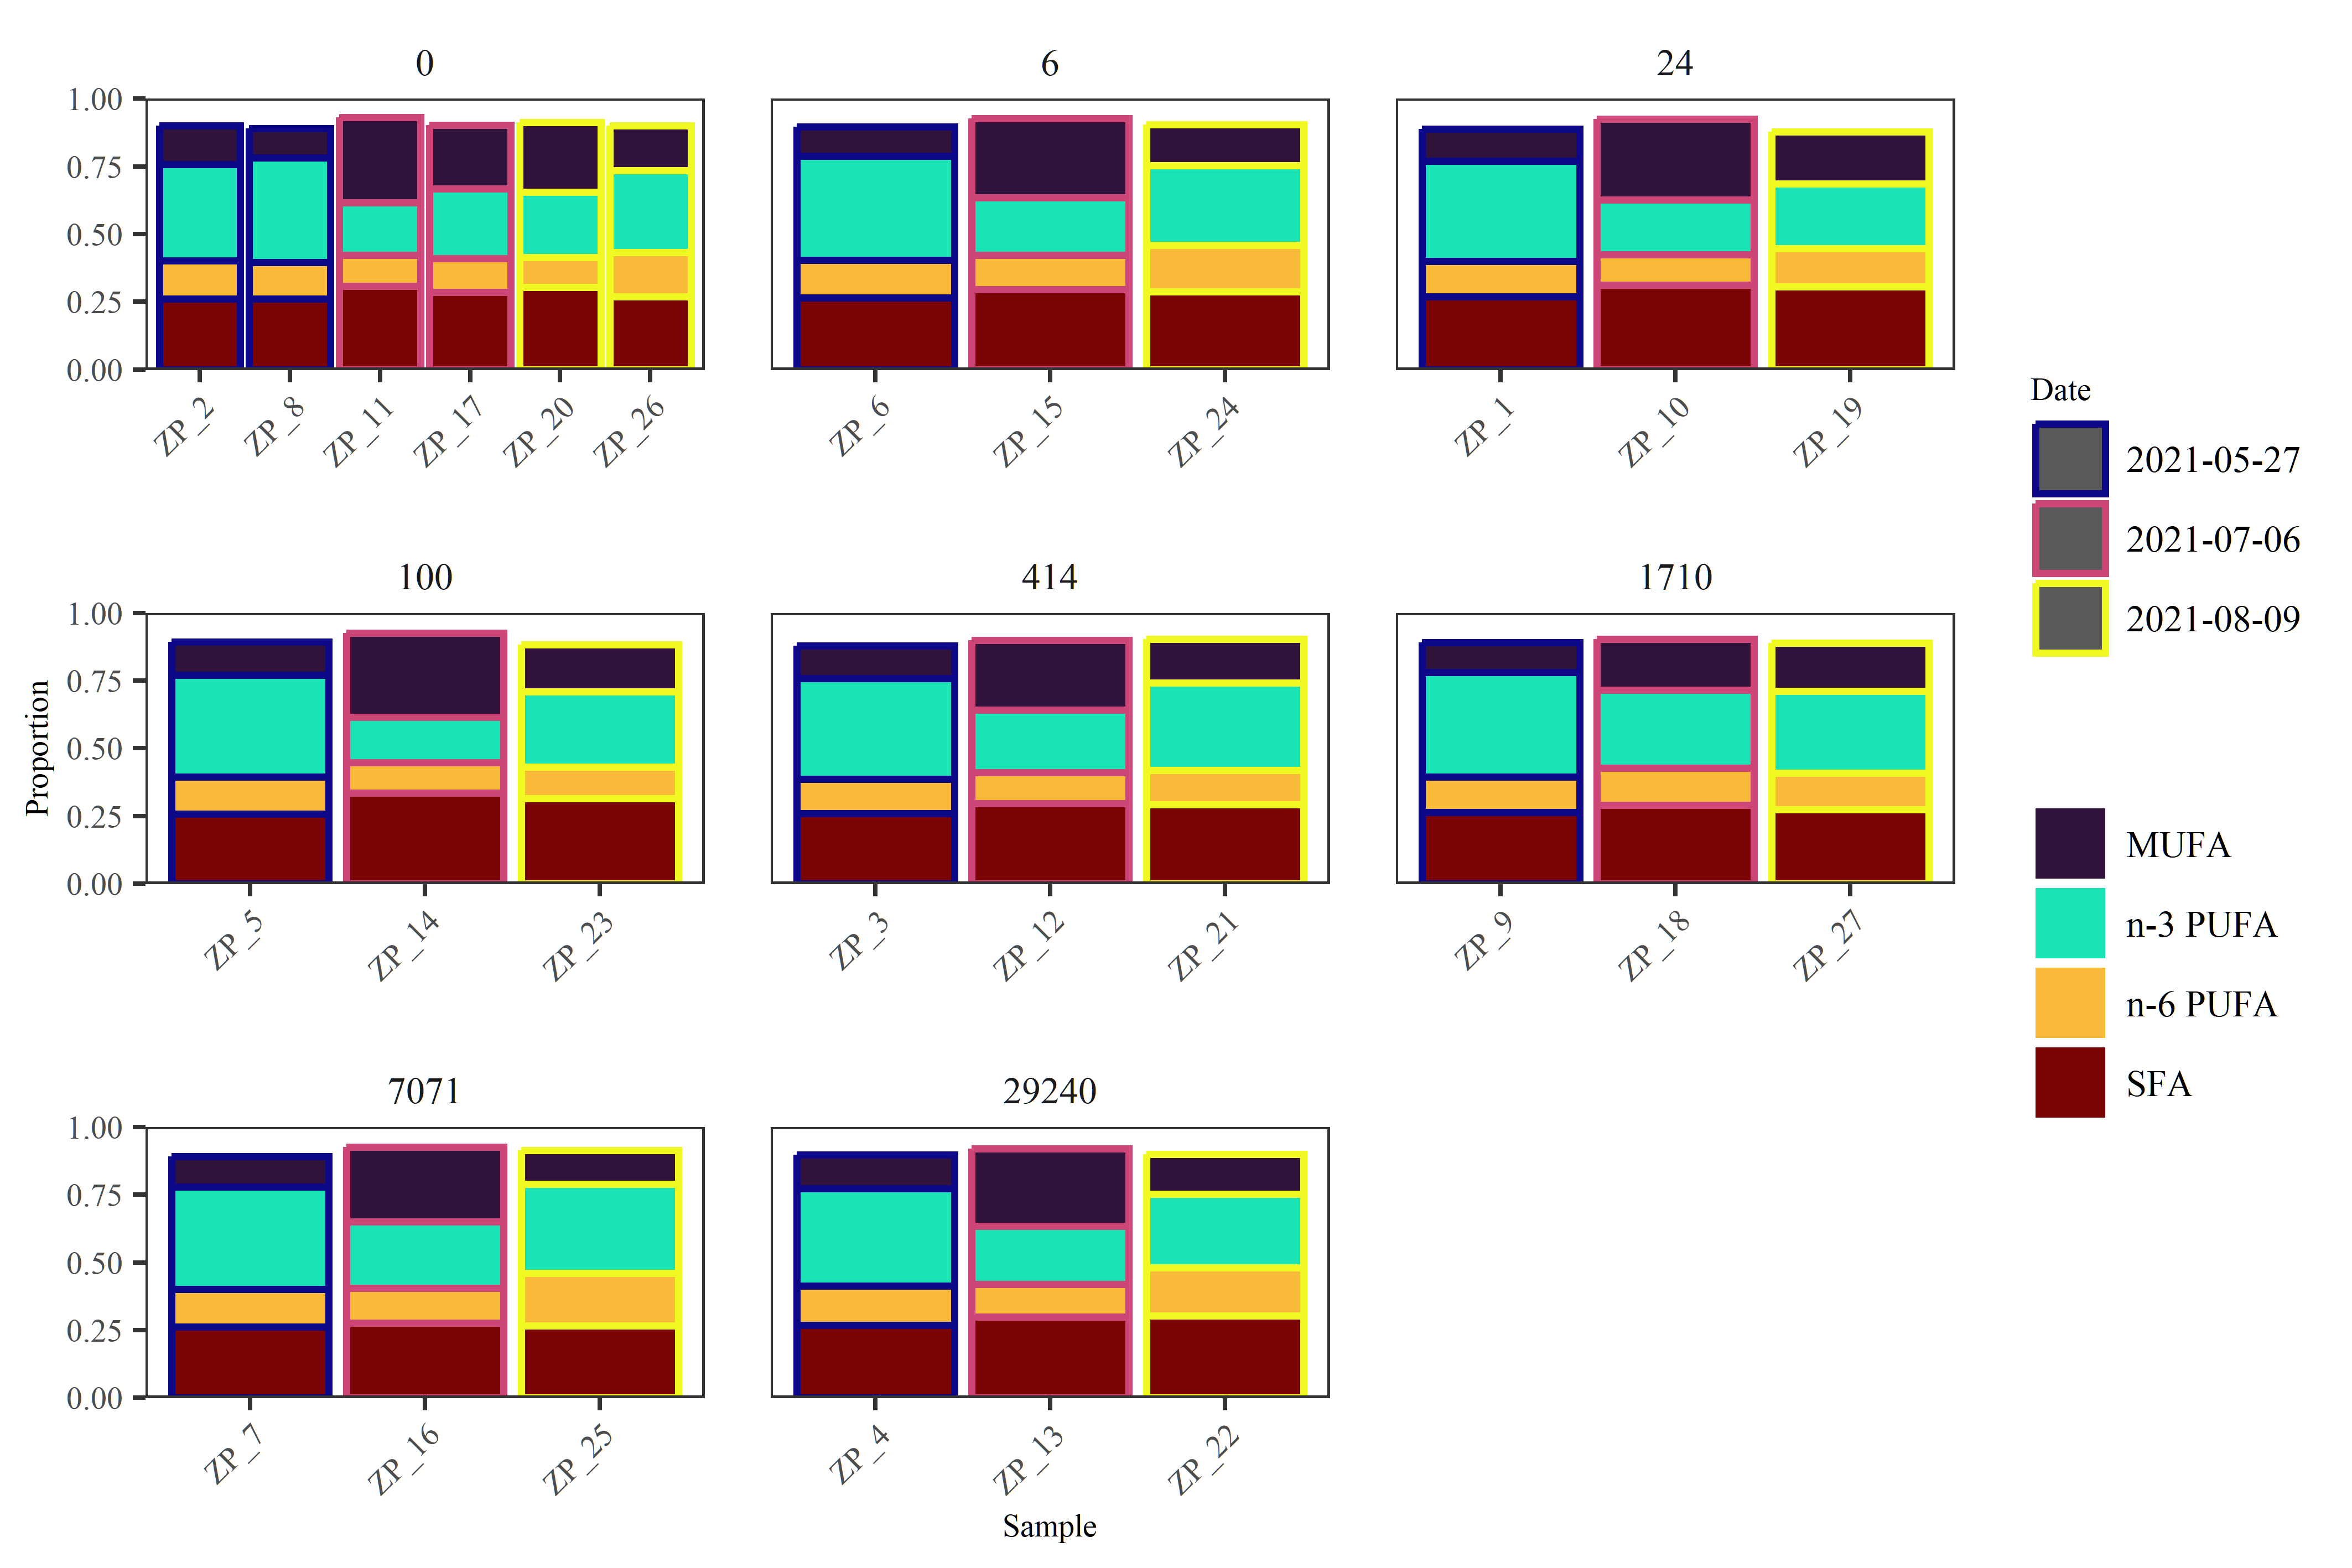 0
6
24
1.00
0.75
0.50
0.25
0.00
ZP_2
ZP_8
ZP_11
ZP_17
ZP_20
ZP_26
ZP_6
ZP_15
ZP_24
ZP_1
ZP_10
ZP_19
100
414
1710
1.00
0.75
0.50
0.25
0.00
ZP_5
ZP_14
ZP_23
ZP_3
ZP_12
ZP_21
ZP_9
ZP_18
ZP_27
7071
29240
1.00
0.75
0.50
0.25
0.00
ZP_7
ZP_16
ZP_25
ZP_4
ZP_13
ZP_22
Proportion
Sample
Date
2021-05-27
2021-07-06
2021-08-09
MUFA
n-3 PUFA
n-6 PUFA
SFA